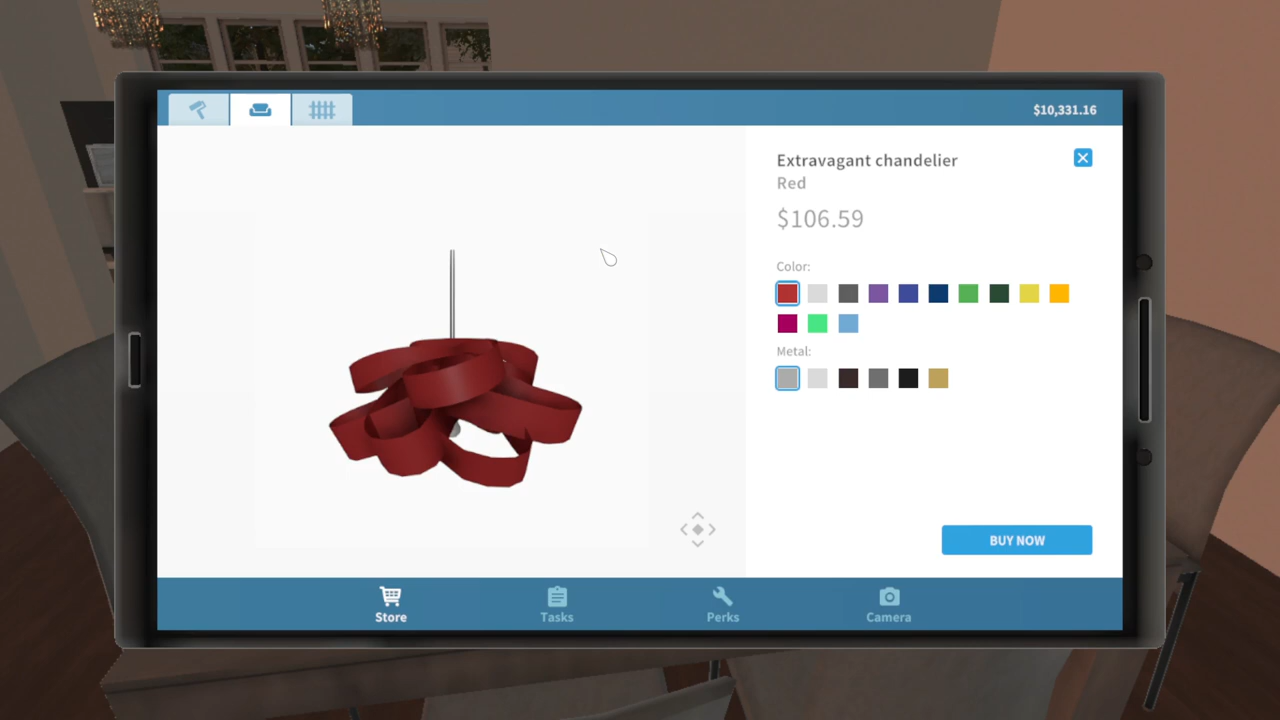 $10,331.16
Extravagant chandelier
Red
$106.59
Color:
Metal:
BUY NOW
Store
Tasks
Perks
Camera